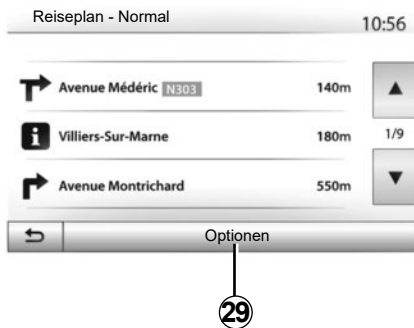 Reiseplan - Normal 10:56
Avenue Médéric N303 140m
Villiers-Sur-Marne 180m
1/9
Avenue Montrichard 550m
Optionen
29